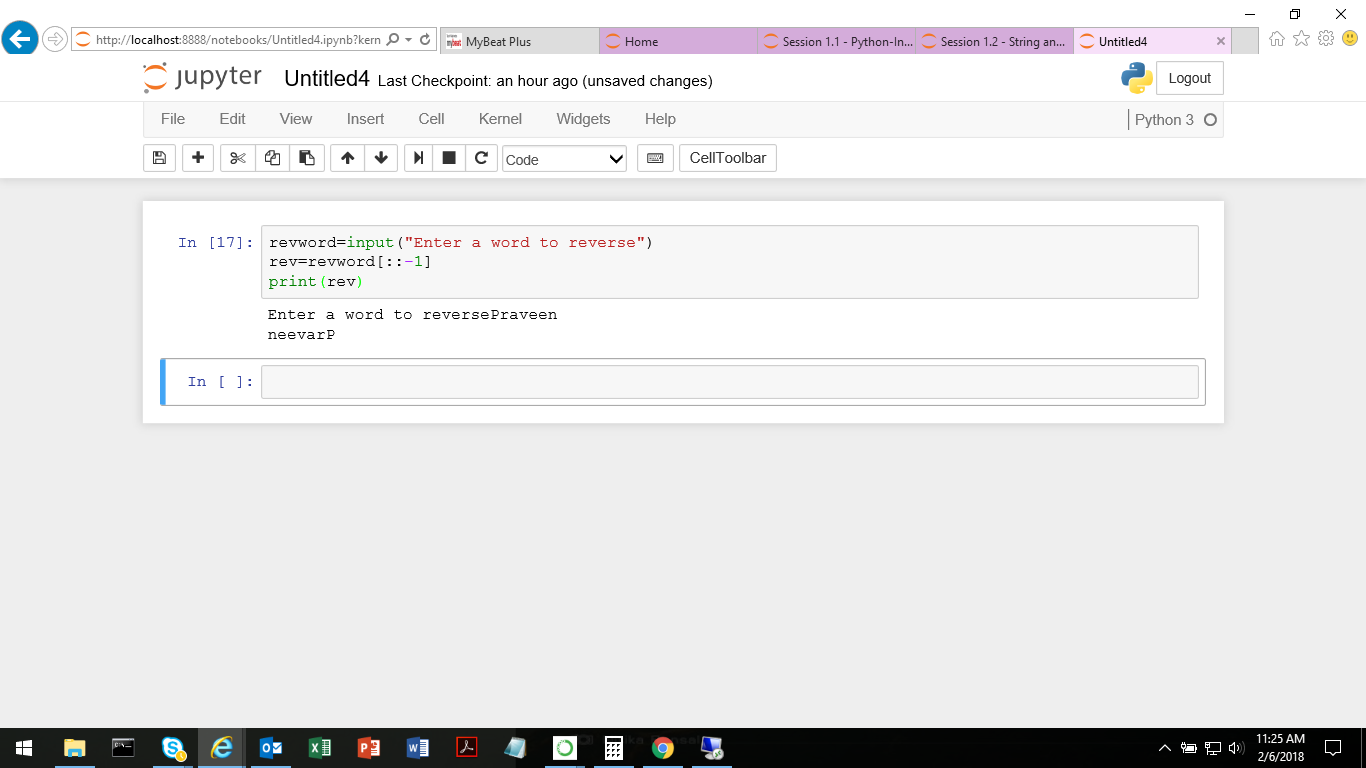 http://localhost:8888/notebooks/Untitled4.ipynb?kern
MyBeat Plus
Home
Session 1.1 - Python-In...
Session 1.2 - String an...
Untitled4
jupyter Untitled4 Last Checkpoint: an hour ago (unsaved changes)
Logout
File Edit View Insert Cell Kernel Widgets Help
Python 3
Code
CellToolbar
In [17]:
revword=input("Enter a word to reverse")
rev=revword[::-1]
print(rev)
Enter a word to reversePraveen
neevarP
In [ ]:
11:25 AM
2/6/2018